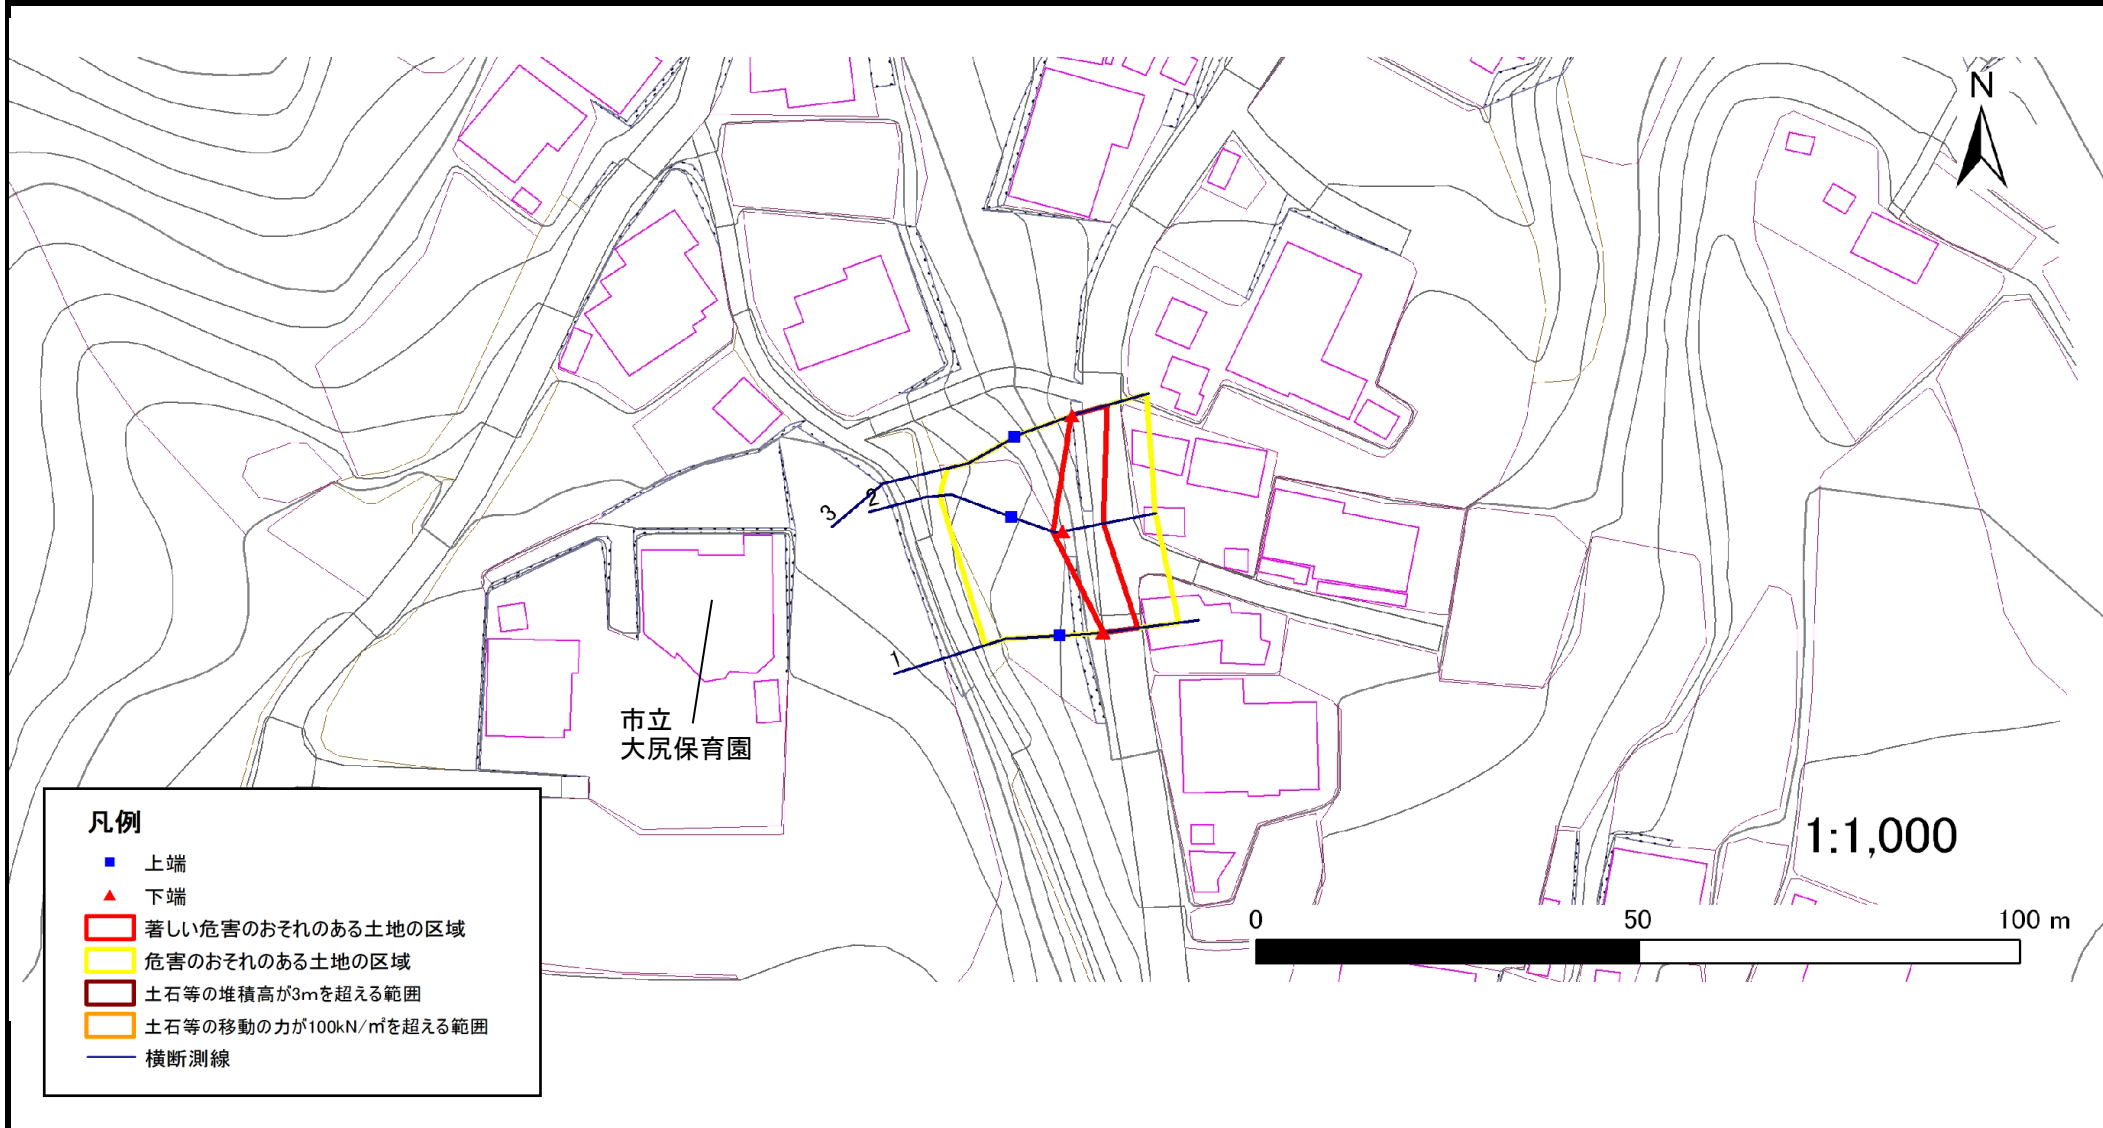 N
3
2
1
市立
大尻保育園
1:1,000
0 50 100 m
凡例
上端
下端
著しい危害のおそれのある土地の区域
危害のおそれのある土地の区域
土石等の堆積高が3mを超える範囲
土石等の移動の力が100kN/㎡を超える範囲
横断測線